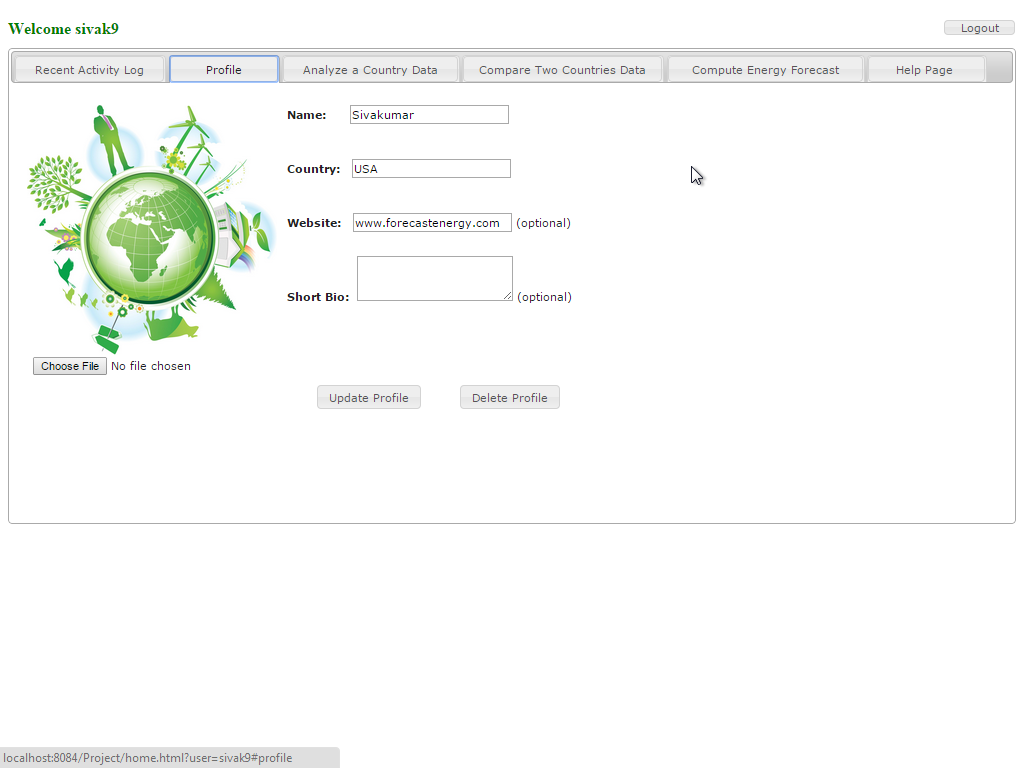 Welcome sivak9
Logout
Recent Activity Log Profile Analyze a Country Data Compare Two Countries Data Compute Energy Forecast Help Page
Name: Sivakumar
Country: USA
Website: www.forecastenergy.com (optional)
Short Bio: (optional)
Choose File No file chosen
Update Profile Delete Profile
localhost:8084/Project/home.html?user=sivak9#profile